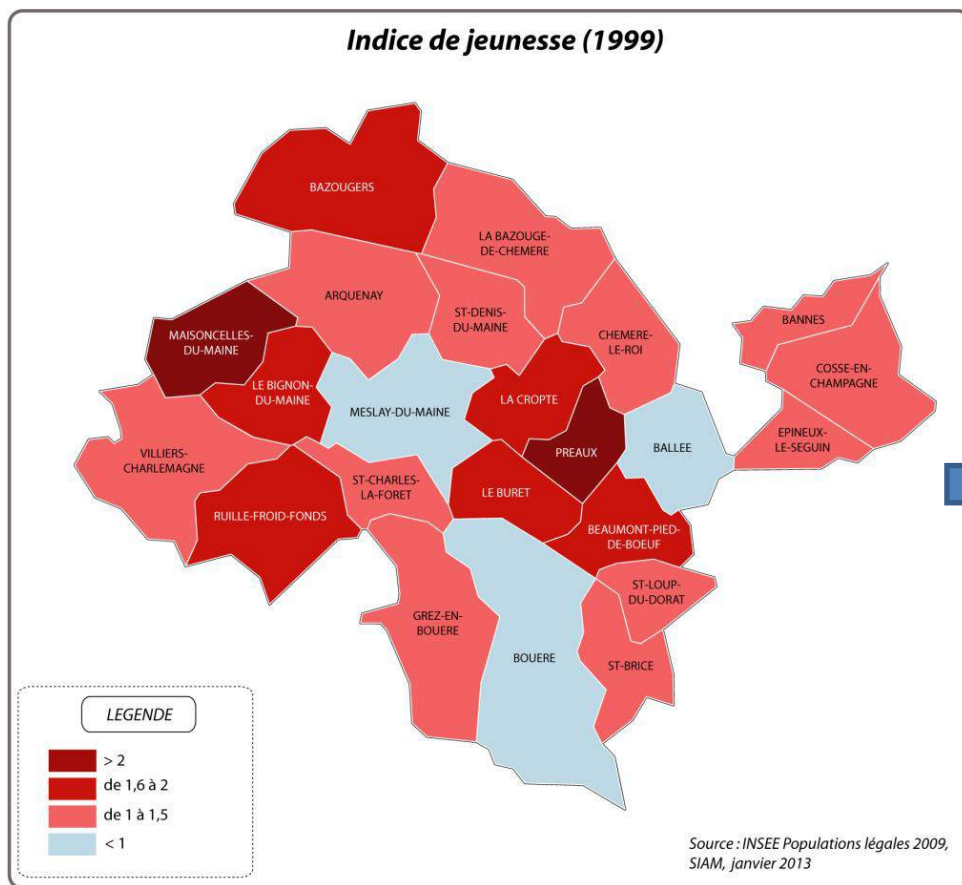 Indice de jeunesse (1999)
BAZOUGERS
LA BAZOUGE-
DE-CHEMERE
ARQUENAY
ST-DENIS-
DU-MAINE
CHEMERE-
LE-ROI
BANNES
MAISONCELLES-
DU-MAINE
COSSE-EN-
CHAMPAGNE
LE BIGNON-
DU-MAINE
MESLAY-DU-MAINE
LA CROPTE
EPINEUX-
LE-SEGUIN
VILLIERS-
CHARLEMAGNE
PREAUX
BALLEE
ST-CHARLES-
LA-FORET
LE BURET
RUILLE-FROID-FONDS
BEAUMONT-PIED-
DE-BOEUF
ST-LOUP-
DU-DORAT
GREZ-EN-
BOUERE
BOUERE
ST-BRICE
LEGENDE
> 2
de 1,6 à 2
de 1 à 1,5
< 1
Source : INSEE Populations légales 2009,
SIAM, janvier 2013